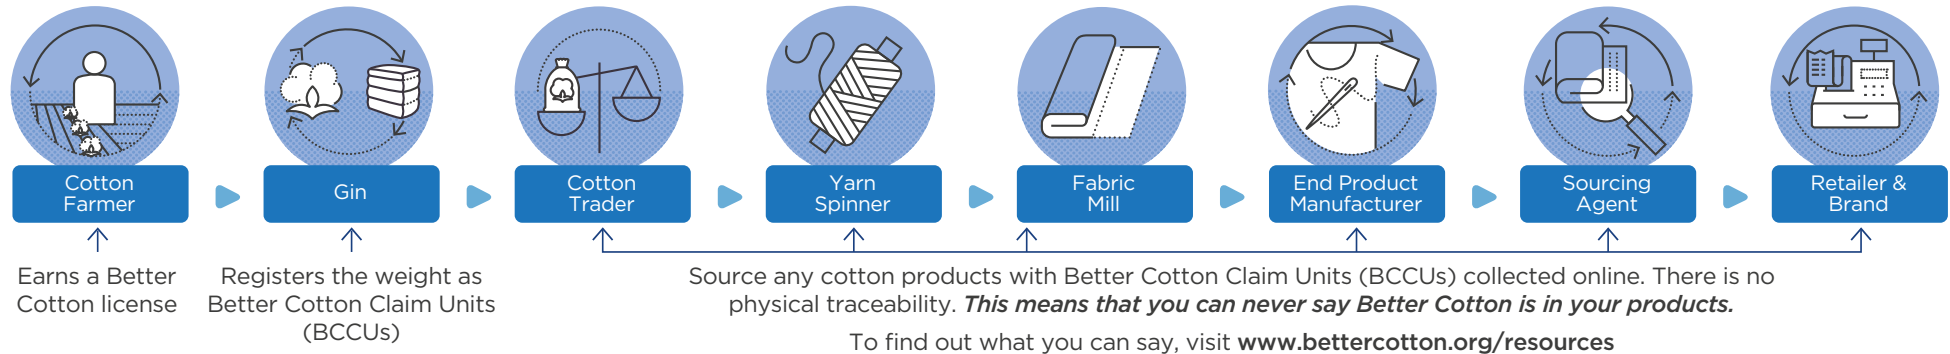 Cotton
Farmer
Gin
Cotton
Trader
Yarn
Spinner
Fabric
Mill
End Product
Manufacturer
Sourcing
Agent
Retailer &
Brand
Earns a Better
Cotton license
Registers the weight as
Better Cotton Claim Units
(BCCUs)
Source any cotton products with Better Cotton Claim Units (BCCUs) collected online. There is no
physical traceability. This means that you can never say Better Cotton is in your products.
To find out what you can say, visit www.bettercotton.org/resources